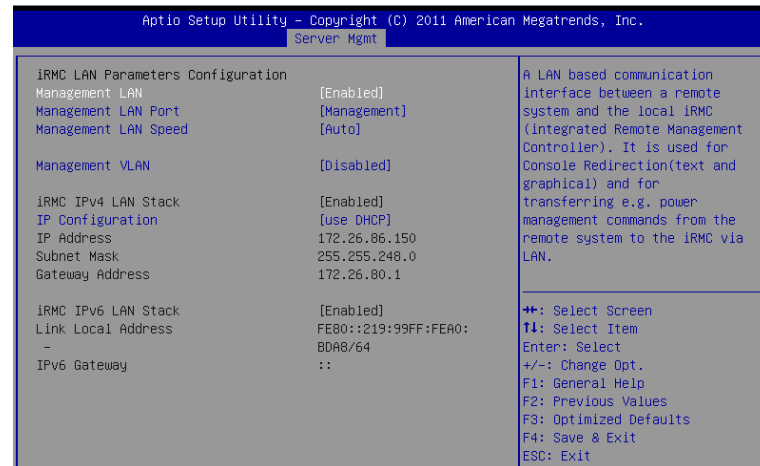 Aptio Setup Utility – Copyright (C) 2011 American Megatrends, Inc.
Server Mgmt
iRMC LAN Parameters Configuration
Management LAN [Enabled]
Management LAN Port [Management]
Management LAN Speed [Auto]
Management VLAN [Disabled]
iRMC IPv4 LAN Stack [Enabled]
IP Configuration [use DHCP]
IP Address 172.26.86.150
Subnet Mask 255.255.248.0
Gateway Address 172.26.80.1
iRMC IPv6 LAN Stack [Enabled]
Link Local Address FE80::219:99FF:FEA0:
– BDA8/64
IPv6 Gateway ::
A LAN based communication
interface between a remote
system and the local iRMC
(integrated Remote Management
Controller). It is used for
Console Redirection(text and
graphical) and for
transferring e.g. power
management commands from the
remote system to the iRMC via
LAN.
→←: Select Screen
↑↓: Select Item
Enter: Select
+/-: Change Opt.
F1: General Help
F2: Previous Values
F3: Optimized Defaults
F4: Save & Exit
ESC: Exit